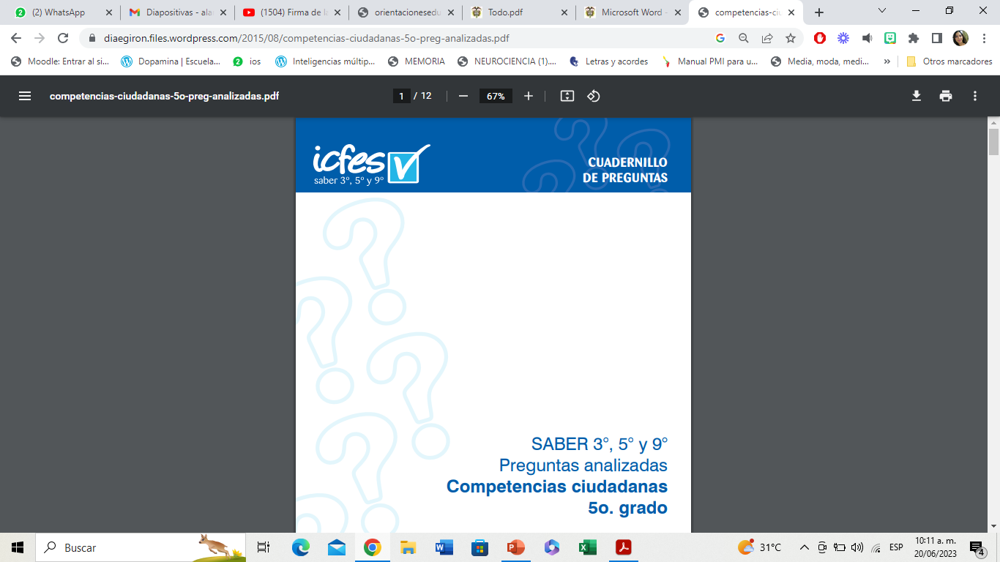 (2) WhatsApp
Diapositivas - ala
(1504) Firma de la
orientacionesedu
Todo.pdf
Microsoft Word -
competencias-ciu
diaegiron.files.wordpress.com/2015/08/competencias-ciudadanas-5o-preg-analizadas.pdf
Moodle: Entrar al si...
Dopamina | Escuela...
ios
Inteligencias múltip...
MEMORIA
NEUROCIENCIA (1)....
Letras y acordes
Manual PMI para u...
Media, moda, medi...
Otros marcadores
competencias-ciudadanas-5o-preg-analizadas.pdf
1 / 12
67%
icfes
saber 3°, 5° y 9°
CUADERNILLO
DE PREGUNTAS
SABER 3°, 5° y 9°
Preguntas analizadas
Competencias ciudadanas
5o. grado
Buscar
31°C
ESP
10:11 a. m.
20/06/2023
4